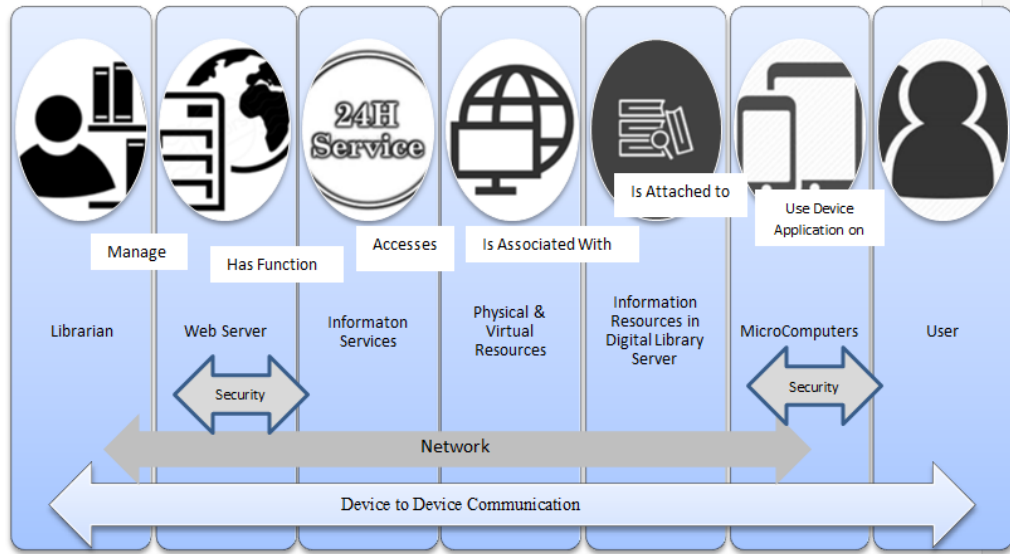 24H
Service
Is Attached to
Use Device
Application on
Manage
Has Function
Accesses
Is Associated With
Librarian
Web Server
Informaton
Services
Physical &
Virtual
Resources
Information
Resources in
Digital Library
Server
MicroComputers
User
Security
Security
Network
Device to Device Communication